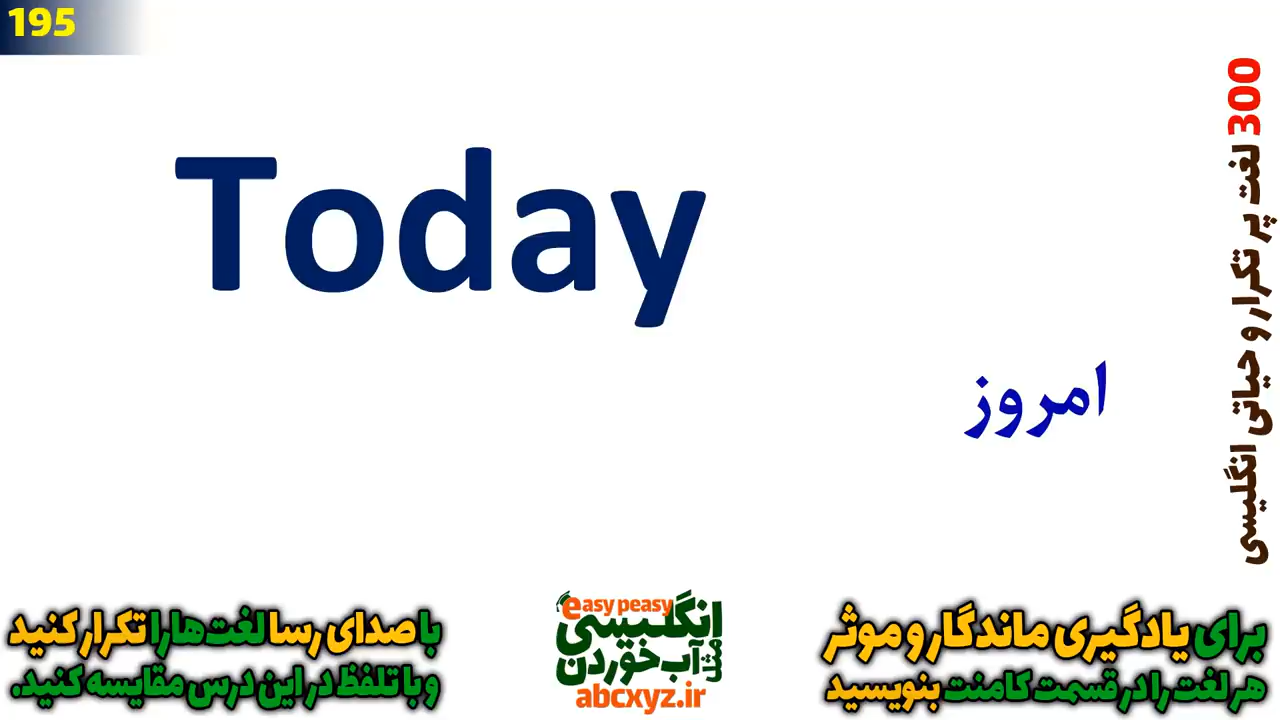 195
Today
امروز
300 لغت پر تکرار و حیاتی انگلیسی
برای یادگیری ماندگار و موثر
هر لغت را در قسمت کامنت بنویسید
easy peasy
انگلیسی
مثل آب خوردن
abcxyz.ir
با صدای رسا لغت‌ها را تکرار کنید
و با تلفظ در این درس مقایسه کنید.